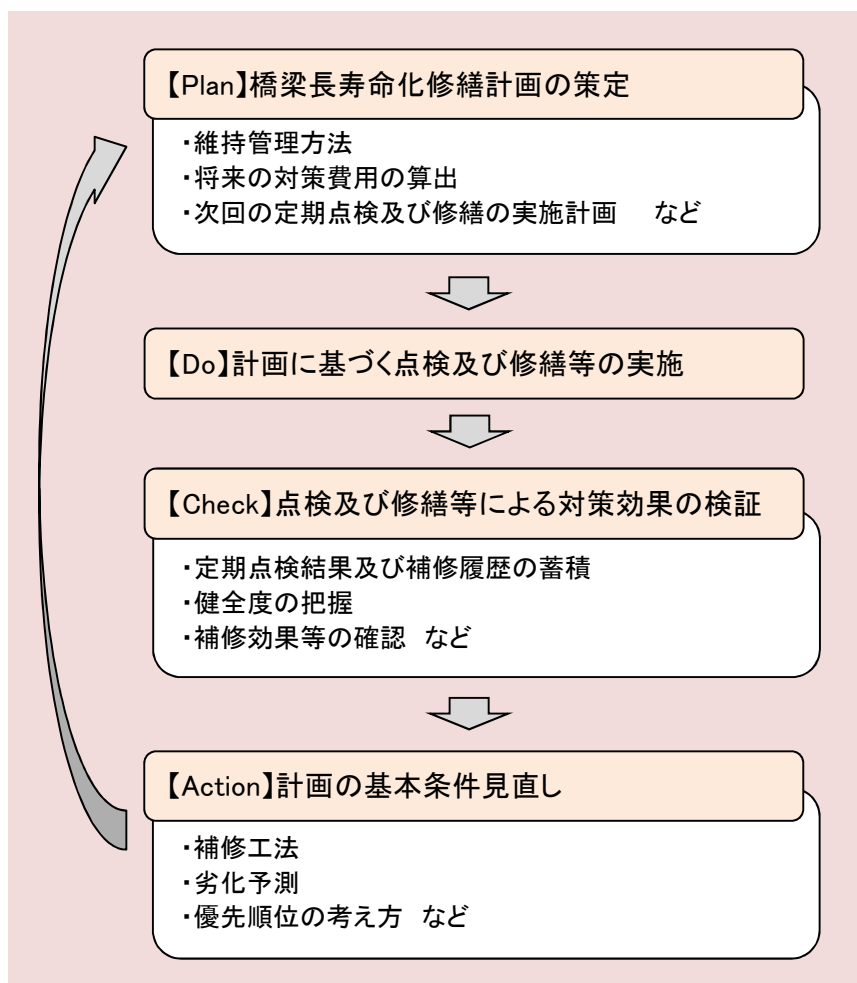 【Plan】橋梁長寿命化修繕計画の策定
・維持管理方法
・将来の対策費用の算出
・次回の定期点検及び修繕の実施計画　など
【Do】計画に基づく点検及び修繕等の実施
【Check】点検及び修繕等による対策効果の検証
・定期点検結果及び補修履歴の蓄積
・健全度の把握
・補修効果等の確認　など
【Action】計画の基本条件見直し
・補修工法
・劣化予測
・優先順位の考え方　など